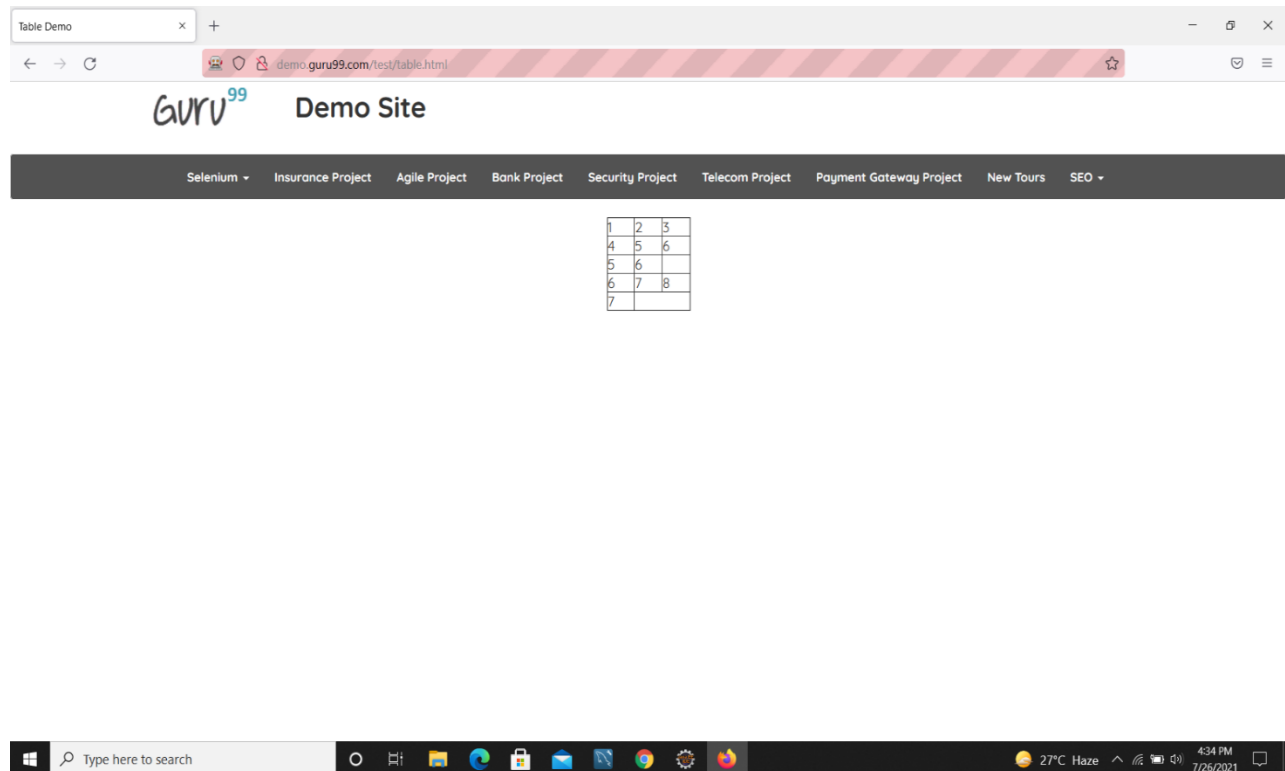 Table Demo
demo.guru99.com/test/table.html
Guru99 Demo Site
Selenium Insurance Project Agile Project Bank Project Security Project Telecom Project Payment Gateway Project New Tours SEO
1 2 3
4 5 6
5 6
6 7 8
7
Type here to search 27°C Haze 4:34 PM
7/26/2021